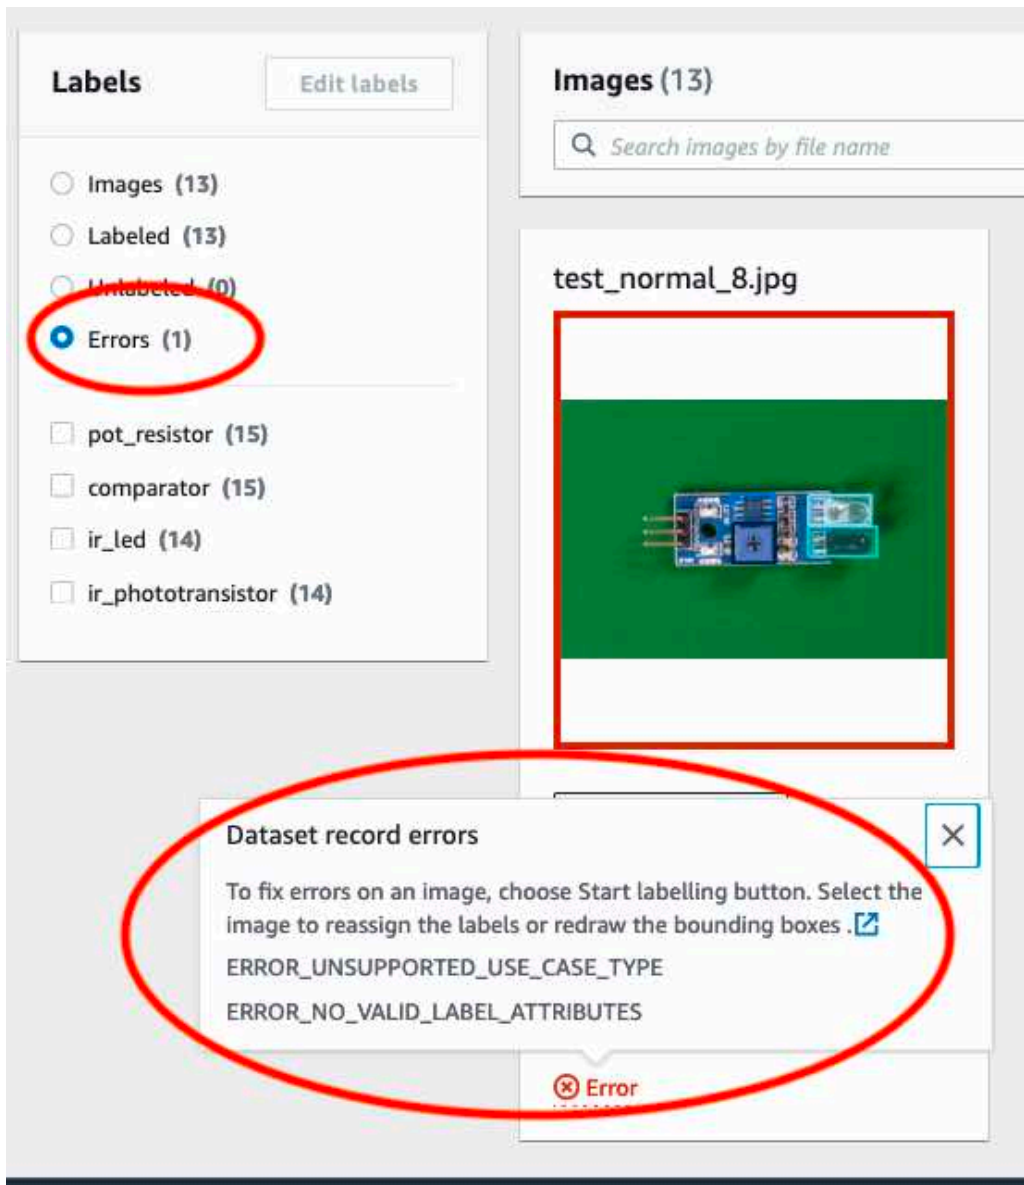 Labels
Edit labels
Images (13)
Labeled (13)
Unlabeled (0)
Errors (1)
pot_resistor (15)
comparator (15)
ir_led (14)
ir_phototransistor (14)
Images (13)
Search images by file name
test_normal_8.jpg
Dataset record errors
To fix errors on an image, choose Start labelling button. Select the
image to reassign the labels or redraw the bounding boxes .
ERROR_UNSUPPORTED_USE_CASE_TYPE
ERROR_NO_VALID_LABEL_ATTRIBUTES
Error